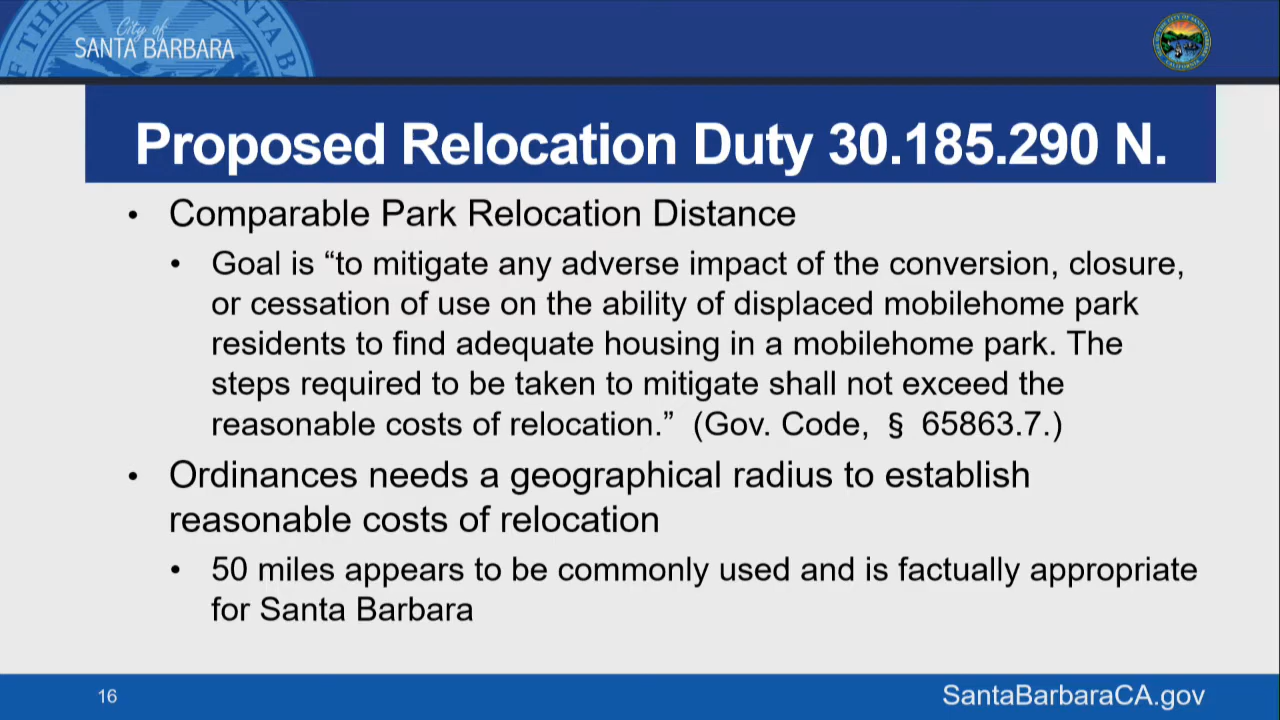 City of
SANTA BARBARA
Proposed Relocation Duty 30.185.290 N.
• Comparable Park Relocation Distance
• Goal is “to mitigate any adverse impact of the conversion, closure,
or cessation of use on the ability of displaced mobilehome park
residents to find adequate housing in a mobilehome park. The
steps required to be taken to mitigate shall not exceed the
reasonable costs of relocation.” (Gov. Code, § 65863.7.)
• Ordinances needs a geographical radius to establish
reasonable costs of relocation
• 50 miles appears to be commonly used and is factually appropriate
for Santa Barbara
16
SantaBarbaraCA.gov